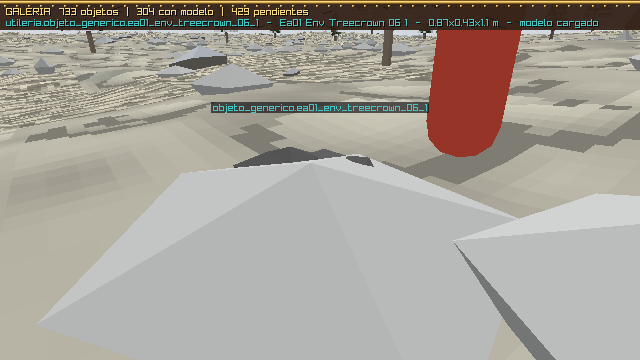 GALERIA 733 objetos | 304 con modelo | 429 pendientes
utileria.objeto_generico.ea01_env_treecrown_06_1 - Ea01 Env Treecrown 06 1 - 0.87x0.43x1.1 m - modelo cargado
objeto_generico.ea01_env_treecrown_06_1